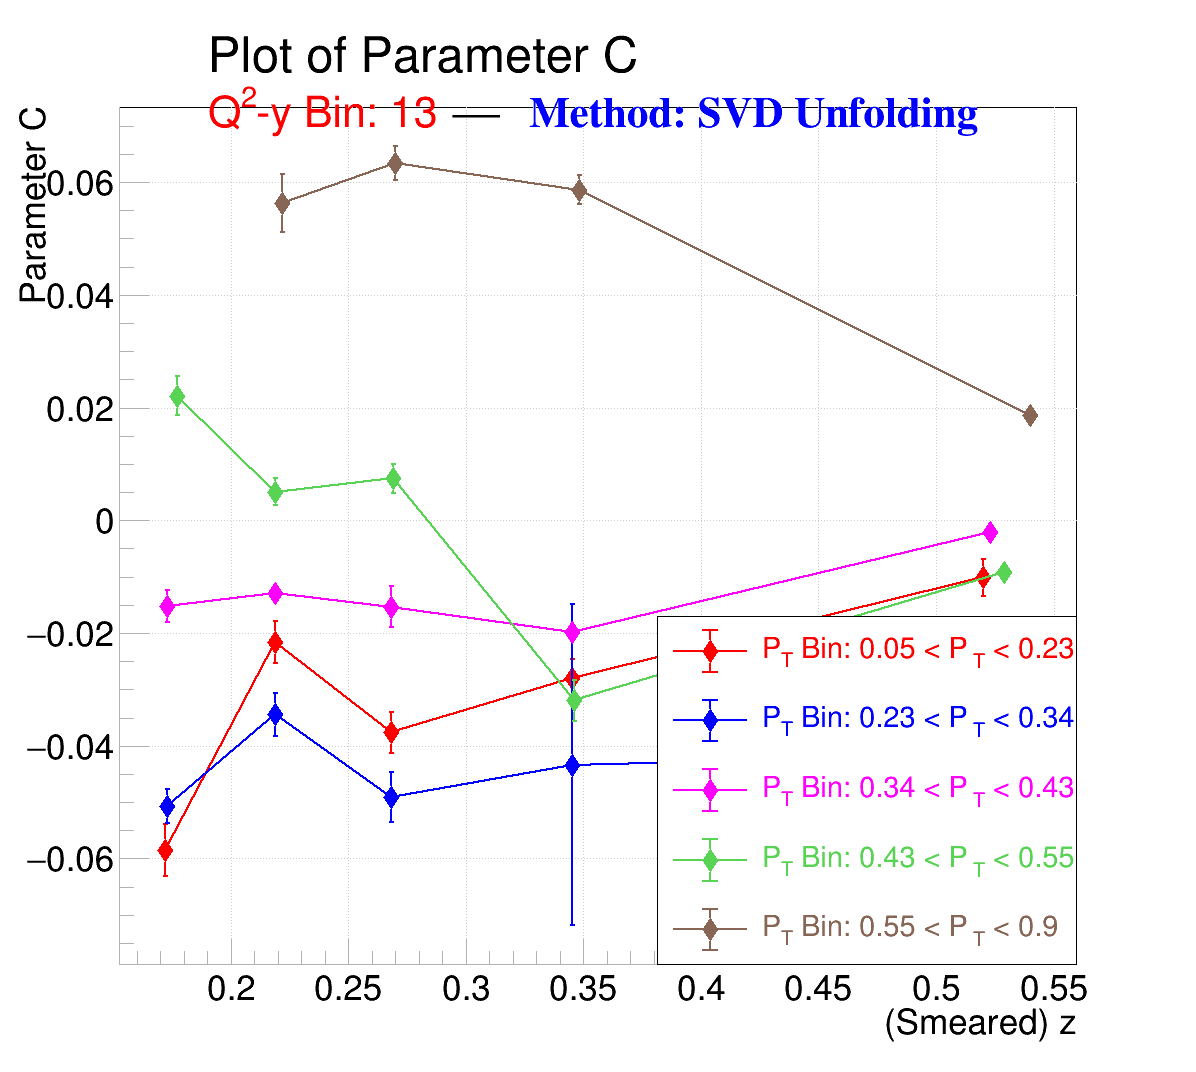 Plot of Parameter C
Q2-y Bin: 13 — Method: SVD Unfolding
Parameter C
0.06
0.04
0.02
0
−0.02
−0.04
−0.06
PT Bin: 0.05 < PT < 0.23
PT Bin: 0.23 < PT < 0.34
PT Bin: 0.34 < PT < 0.43
PT Bin: 0.43 < PT < 0.55
PT Bin: 0.55 < PT < 0.9
0.2 0.25 0.3 0.35 0.4 0.45 0.5 0.55
(Smeared) z